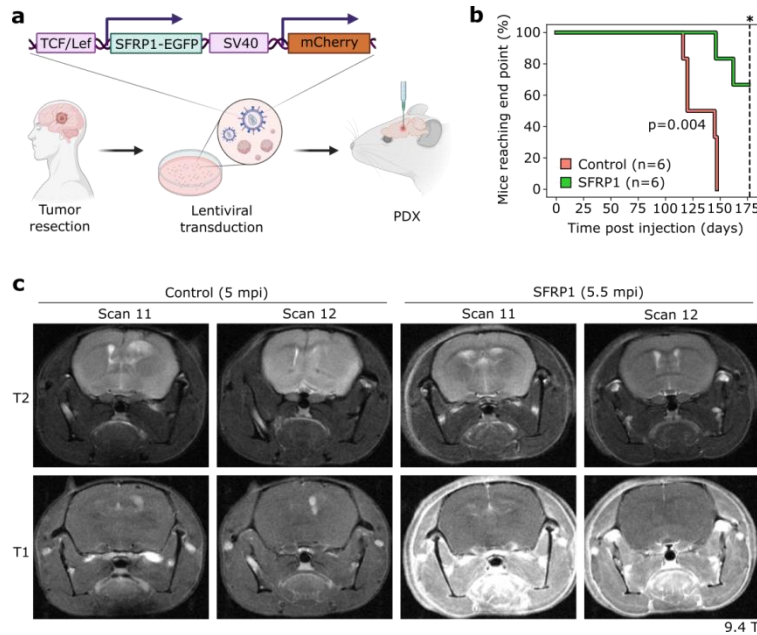 a
TCF/Lef SFRP1-EGFP SV40 mCherry
Tumor
resection
Lentiviral
transduction
PDX
b
*
Mice reaching end point (%)
100
80
60
40
20
0
p=0.004
Control (n=6)
SFRP1 (n=6)
0 25 50 75 100 125 150 175
Time post injection (days)
c
Control (5 mpi) SFRP1 (5.5 mpi)
Scan 11 Scan 12 Scan 11 Scan 12
T2
T1
9.4 T